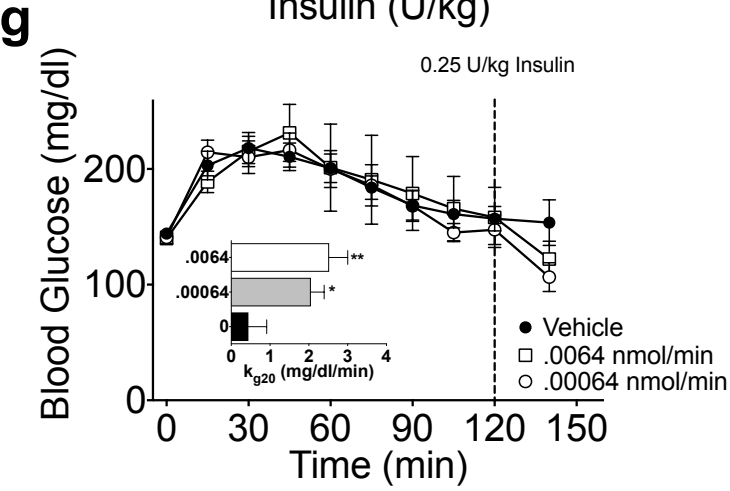 Insulin (U/kg)
g
0.25 U/kg Insulin
Blood Glucose (mg/dl)
200
100
0
.0064
**
.00064
*
0
0 1 2 3 4
kg20 (mg/dl/min)
Vehicle
.0064 nmol/min
.00064 nmol/min
0 30 60 90 120 150
Time (min)